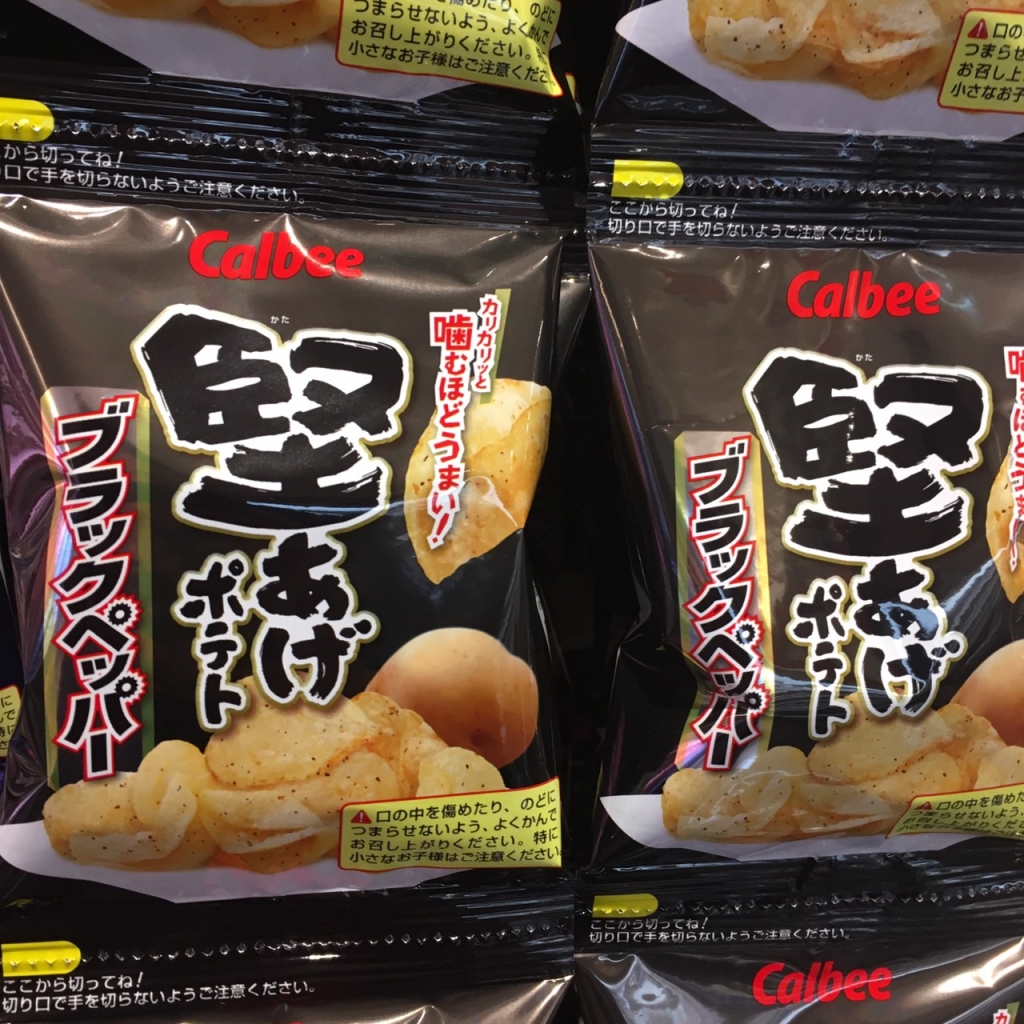 つまらせないよう、よくかんで
お召し上がりください。
小さなお子様はご注意くださ
口の
つまらせ
お召し
小さなお子
から切ってね!
り口で手を切らないようご注意ください。
ここから切ってね!
切り口で手を切らないようご注意ください。
Calbee
かた
堅あげ
ポテト
ブラックペッパー
カリカリッと
噛むほどうまい!
口の中を傷めたり、のどに
つまらせないよう、よくかんで
お召し上がりください。特に
小さなお子様はご注意ください
Calbee
かた
堅あげ
ポテト
ブラックペッパー
口の中を傷めた
つまらせないよう、よ
ここから切ってね!
切り口で手を切らないようご注意ください。
ここから切ってね!
切り口で手を切らないようご注意ください。
Calbee